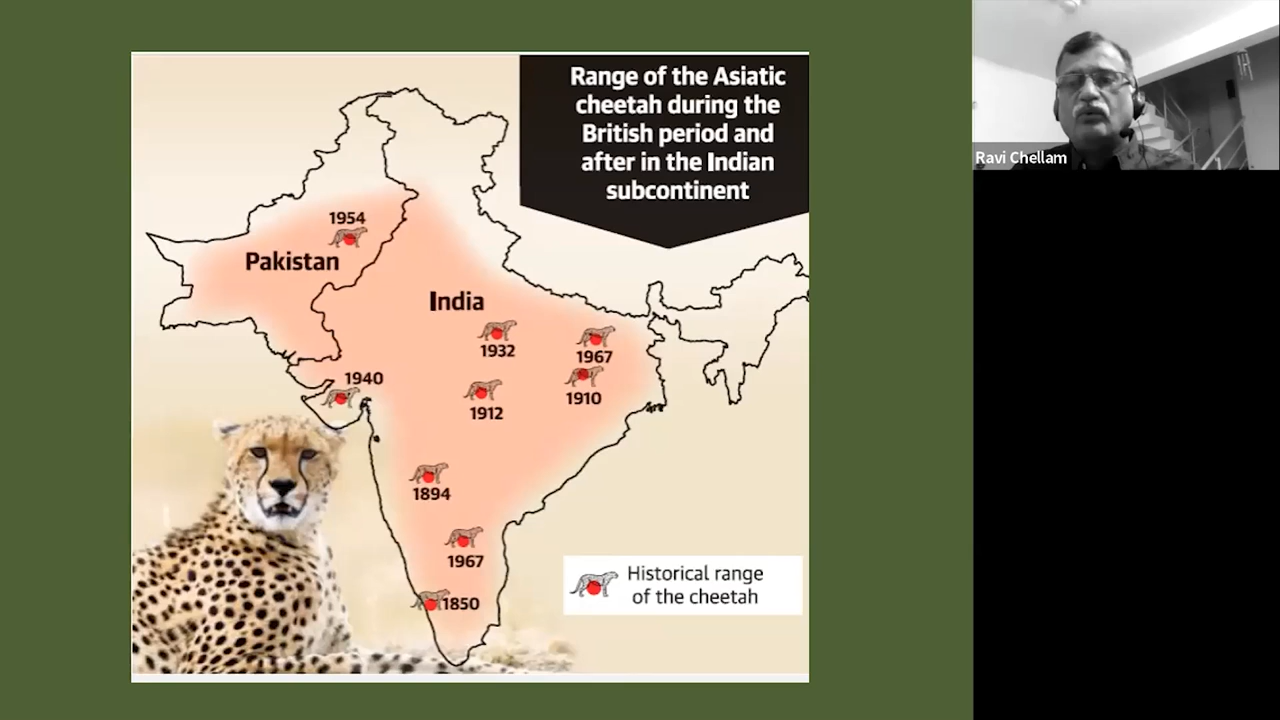 Range of the Asiatic
cheetah during the
British period and
after in the Indian
subcontinent
Ravi Chellam
1954
Pakistan
India
1932
1967
1940
1910
1912
1894
1967
1850
Historical range
of the cheetah